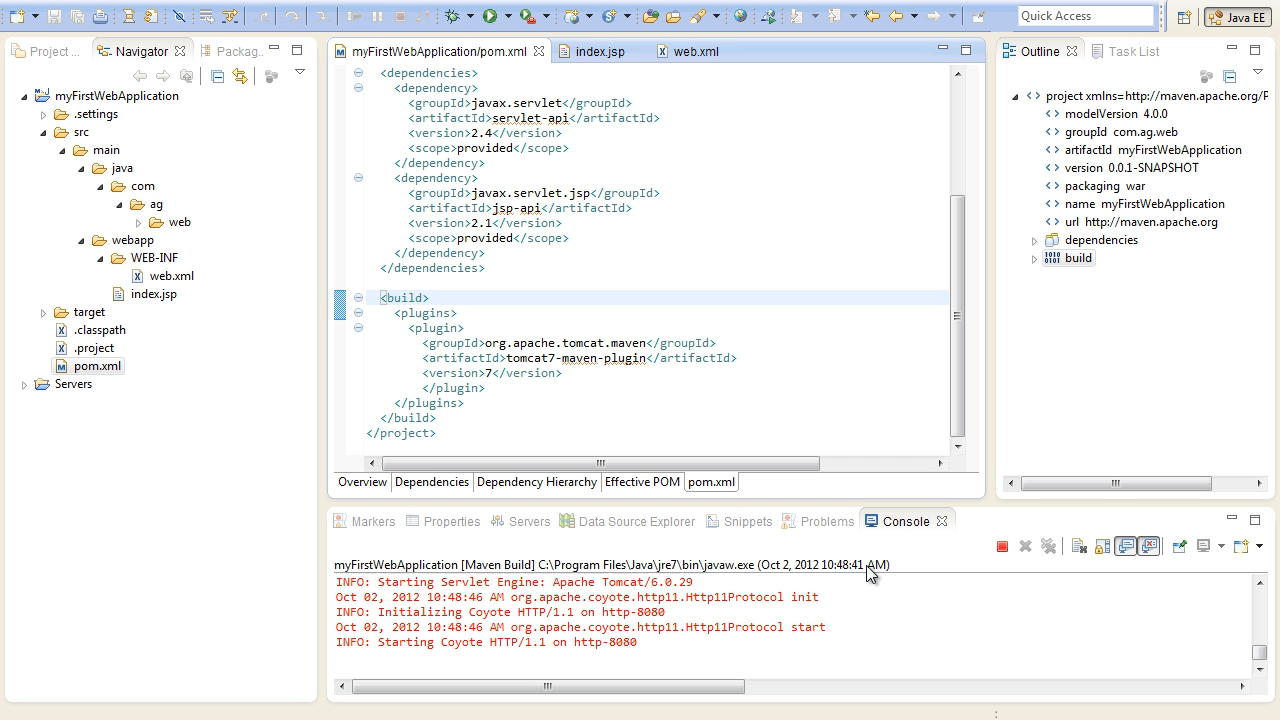 Quick Access
Java EE
Project ...
Navigator
Packag...
myFirstWebApplication
.settings
src
main
java
com
ag
web
webapp
WEB-INF
web.xml
index.jsp
target
.classpath
.project
pom.xml
Servers
myFirstWebApplication/pom.xml
index.jsp
web.xml
<dependencies>
<dependency>
<groupId>javax.servlet</groupId>
<artifactId>servlet-api</artifactId>
<version>2.4</version>
<scope>provided</scope>
</dependency>
<dependency>
<groupId>javax.servlet.jsp</groupId>
<artifactId>jsp-api</artifactId>
<version>2.1</version>
<scope>provided</scope>
</dependency>
</dependencies>
<build>
<plugins>
<plugin>
<groupId>org.apache.tomcat.maven</groupId>
<artifactId>tomcat7-maven-plugin</artifactId>
<version>7</version>
</plugin>
</plugins>
</build>
</project>
Overview
Dependencies
Dependency Hierarchy
Effective POM
pom.xml
Outline
Task List
project xmlns=http://maven.apache.org/P
modelVersion 4.0.0
groupId com.ag.web
artifactId myFirstWebApplication
version 0.0.1-SNAPSHOT
packaging war
name myFirstWebApplication
url http://maven.apache.org
dependencies
build
Markers
Properties
Servers
Data Source Explorer
Snippets
Problems
Console
myFirstWebApplication [Maven Build] C:\Program Files\Java\jre7\bin\javaw.exe (Oct 2, 2012 10:48:41 AM)
INFO: Starting Servlet Engine: Apache Tomcat/6.0.29
Oct 02, 2012 10:48:46 AM org.apache.coyote.http11.Http11Protocol init
INFO: Initializing Coyote HTTP/1.1 on http-8080
Oct 02, 2012 10:48:46 AM org.apache.coyote.http11.Http11Protocol start
INFO: Starting Coyote HTTP/1.1 on http-8080